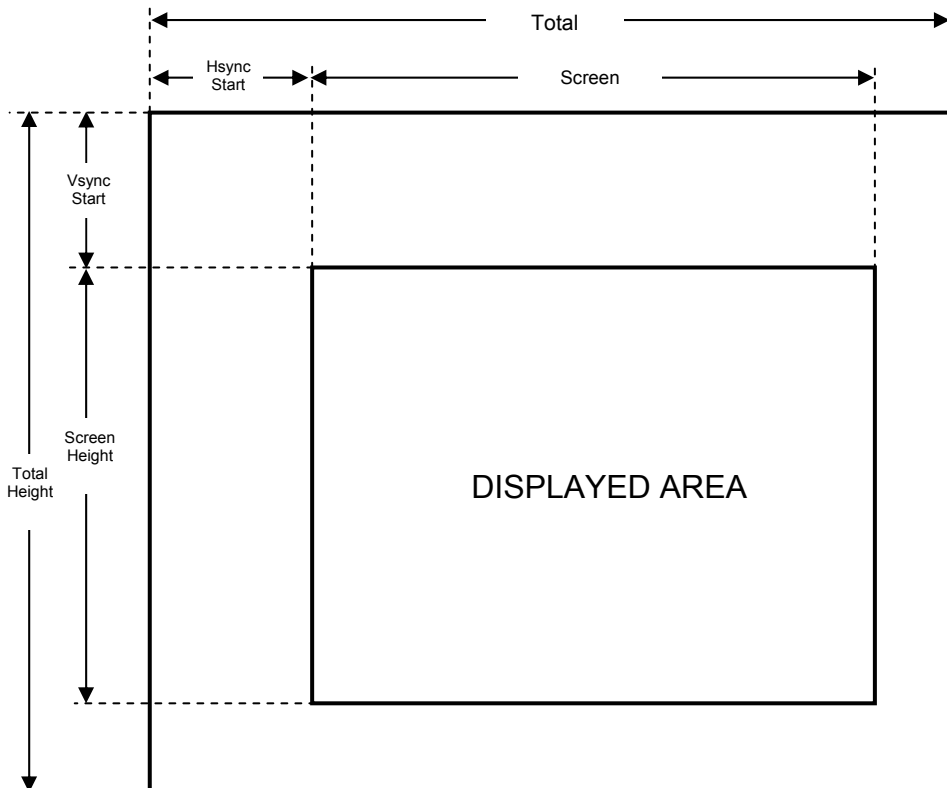 Total
Hsync
Start
Screen
Vsync
Start
Screen
Height
Total
Height
DISPLAYED AREA